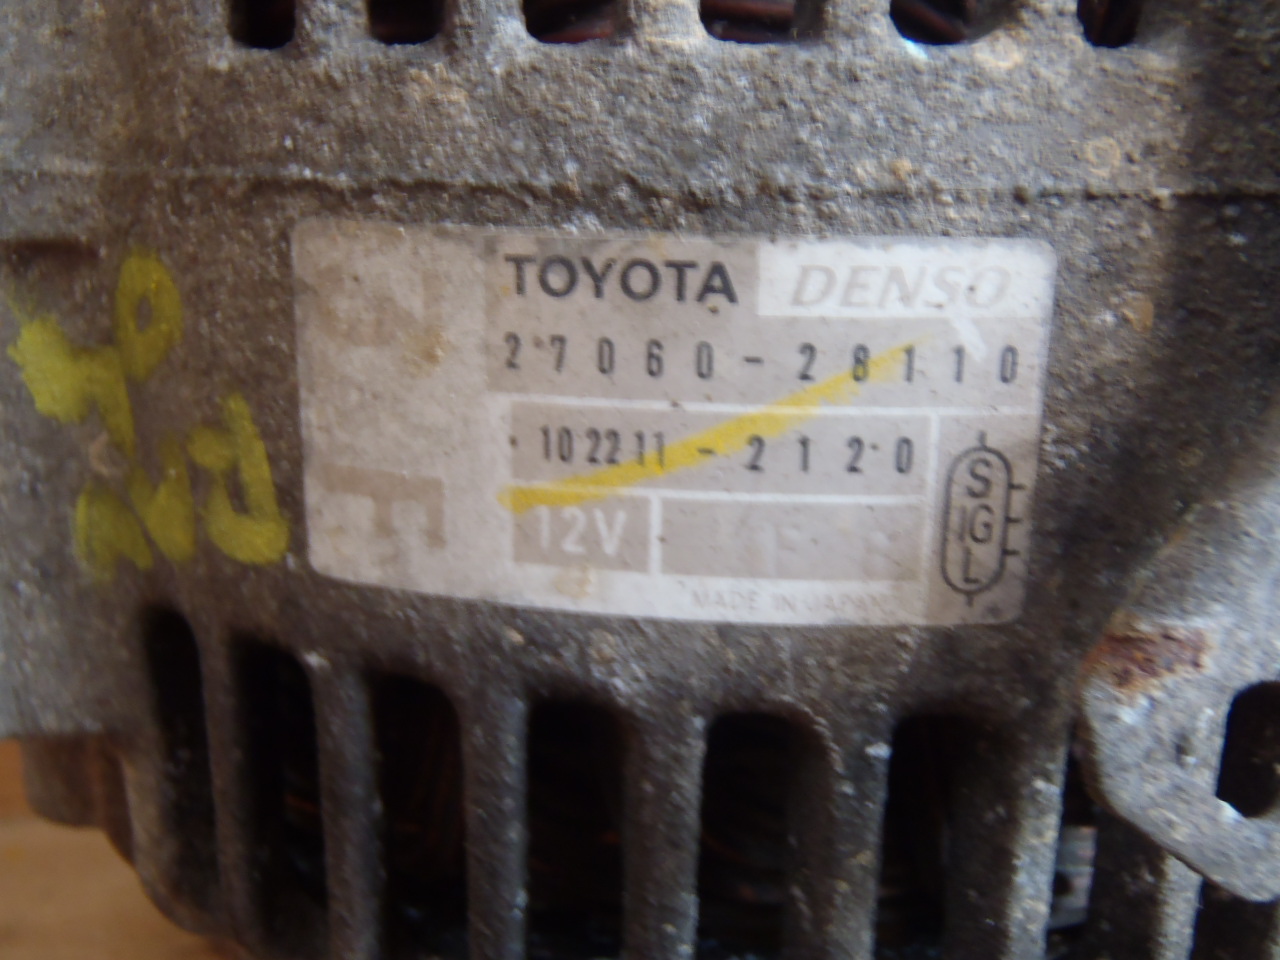 TOYOTA DENSO
27060-28110
102211-2120
12V
S
IG
L
MADE IN JAPAN